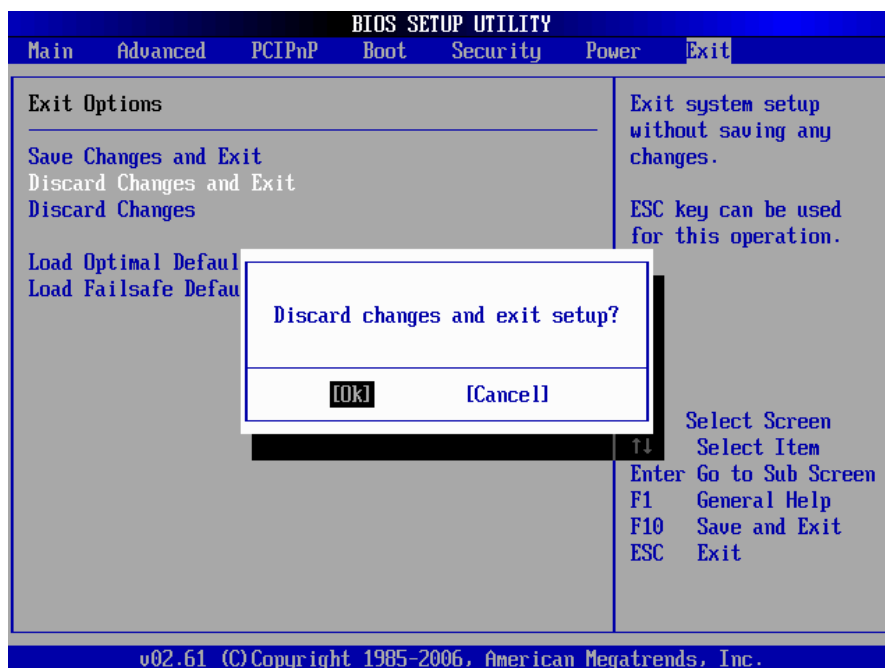 BIOS SETUP UTILITY
Main Advanced PCIPnP Boot Security Power Exit
Exit Options
Save Changes and Exit
Discard Changes and Exit
Discard Changes
Load Optimal Defaul
Load Failsafe Defau
Exit system setup
without saving any
changes.
ESC key can be used
for this operation.
Discard changes and exit setup?
[Ok] [Cancel]
Select Screen
↑↓ Select Item
Enter Go to Sub Screen
F1 General Help
F10 Save and Exit
ESC Exit
v02.61 (C)Copyright 1985-2006, American Megatrends, Inc.